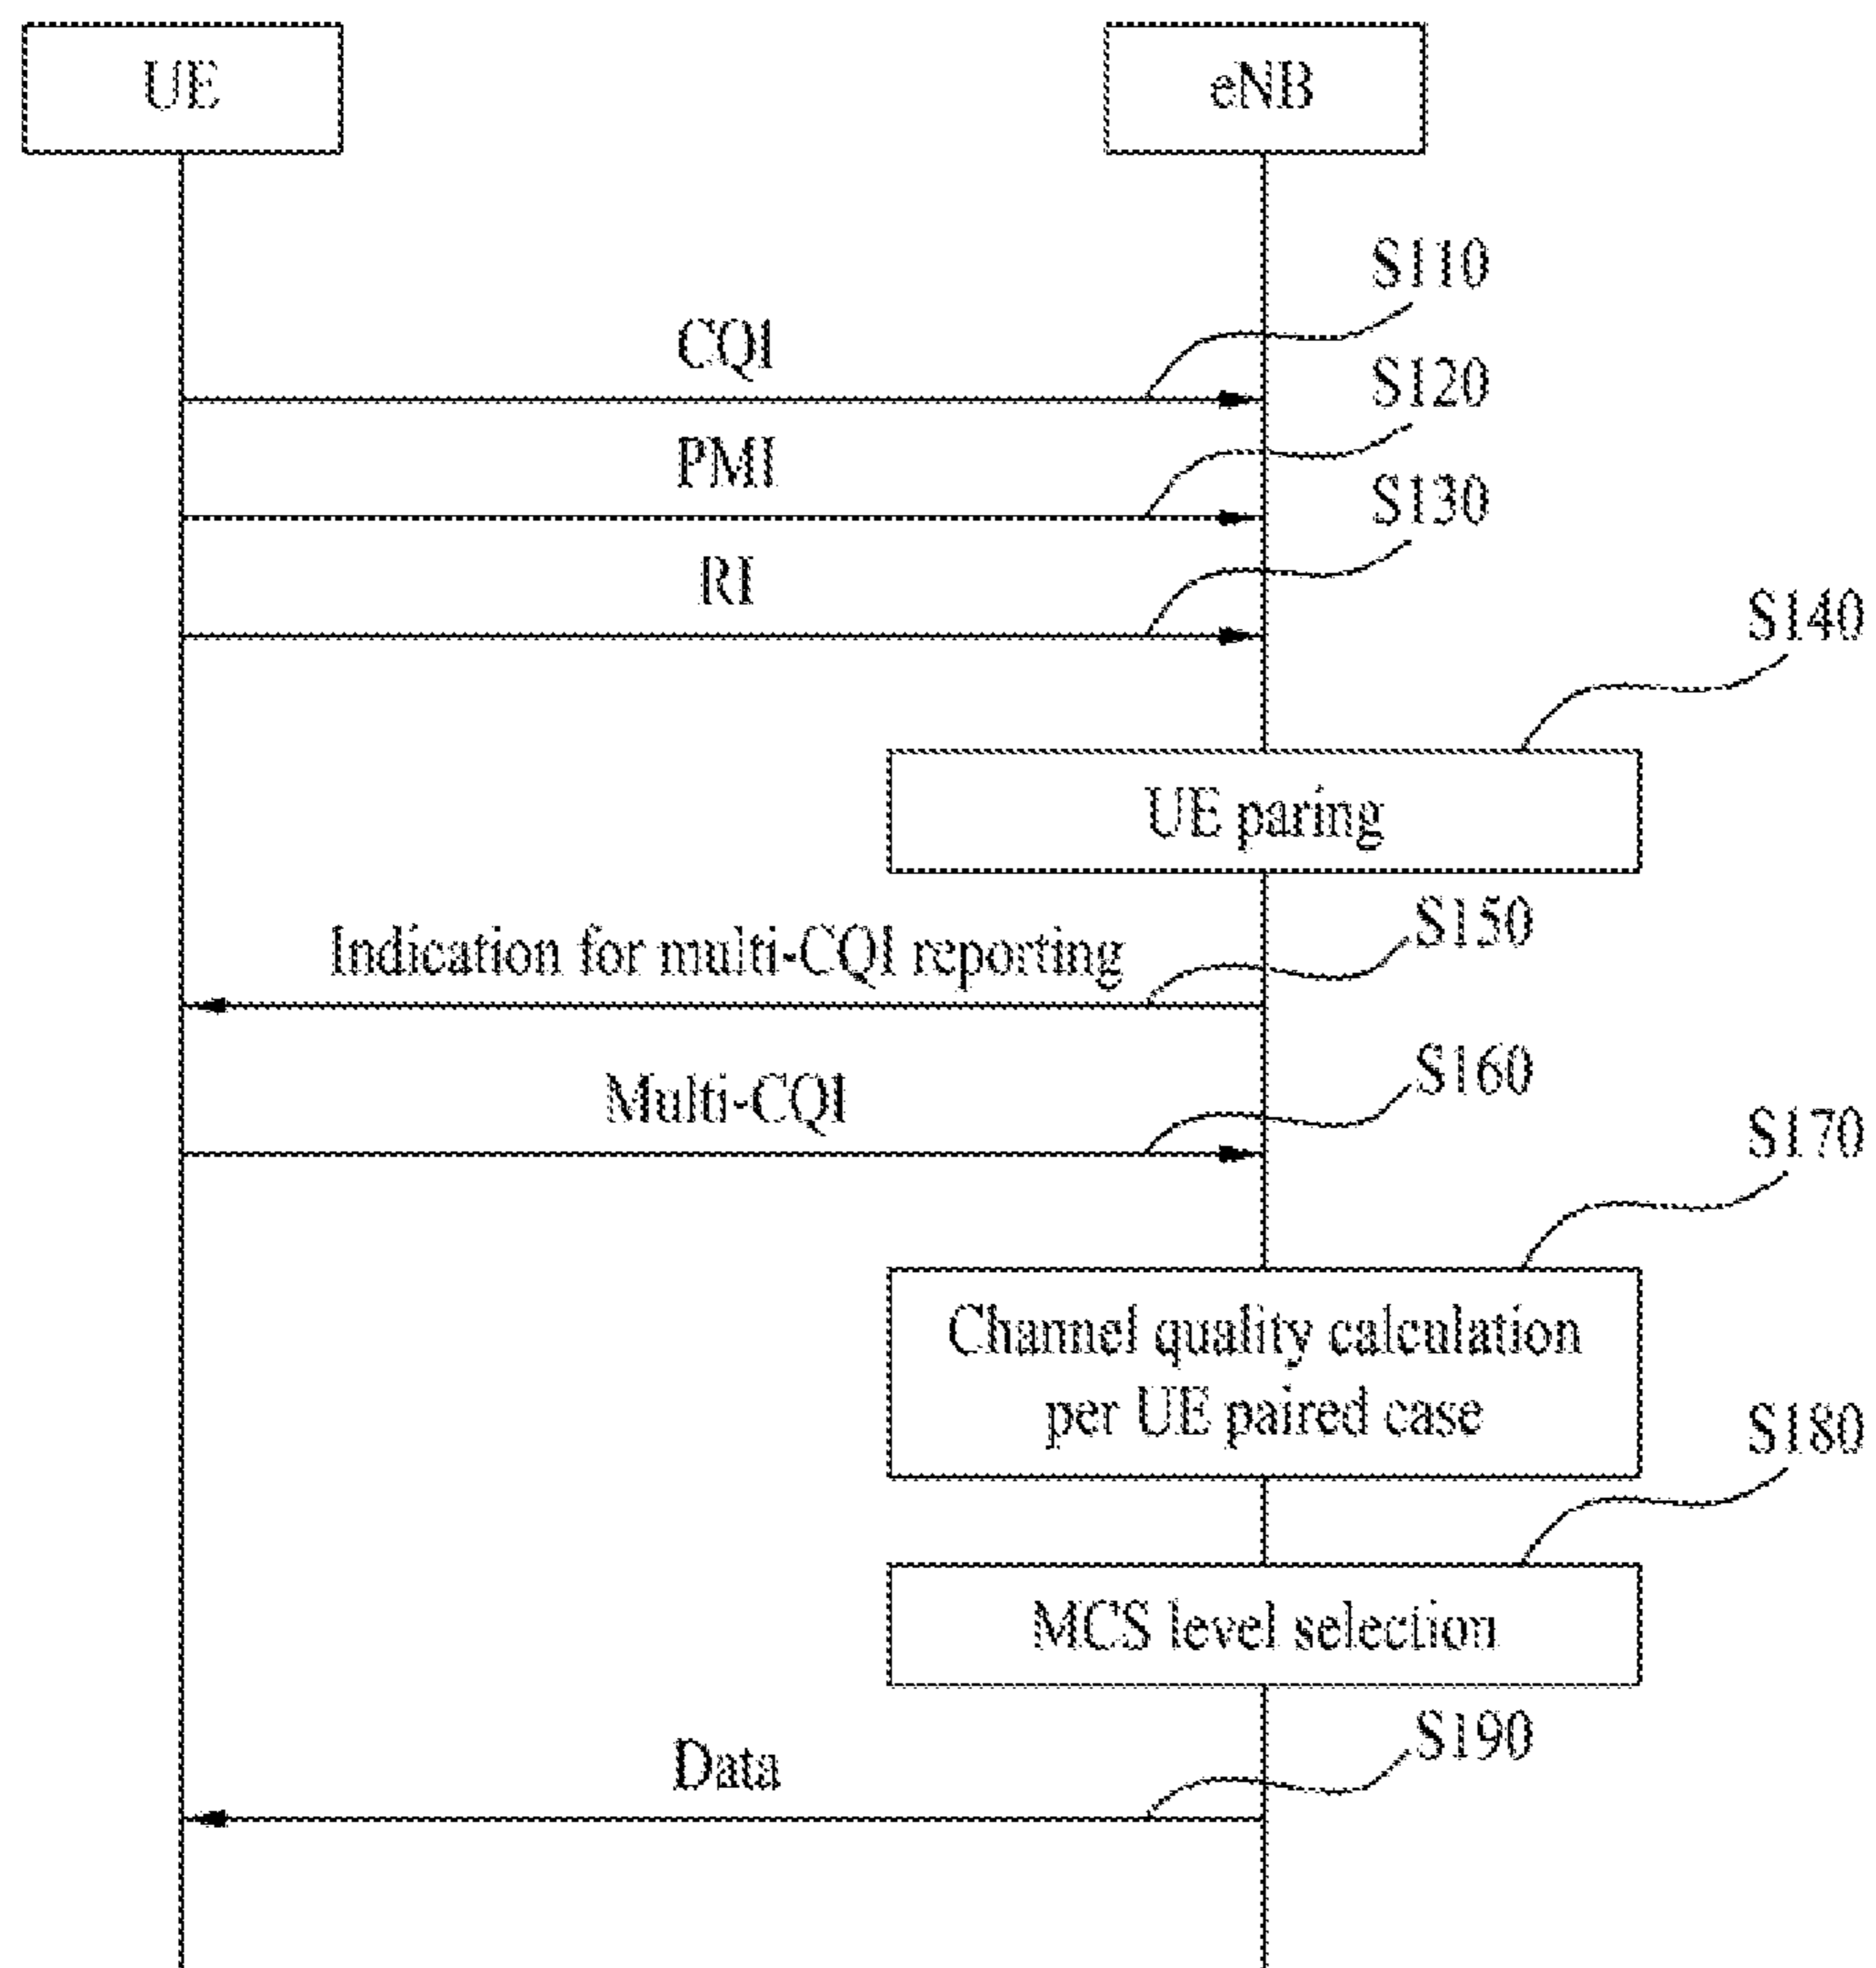 UE
eNB
S110
CQI
S120
PMI
S130
RI
S140
UE paring
S150
Indication for multi-CQI reporting
S160
Multi-CQI
S170
Channel quality calculation
per UE paired case
S180
MCS level selection
S190
Data